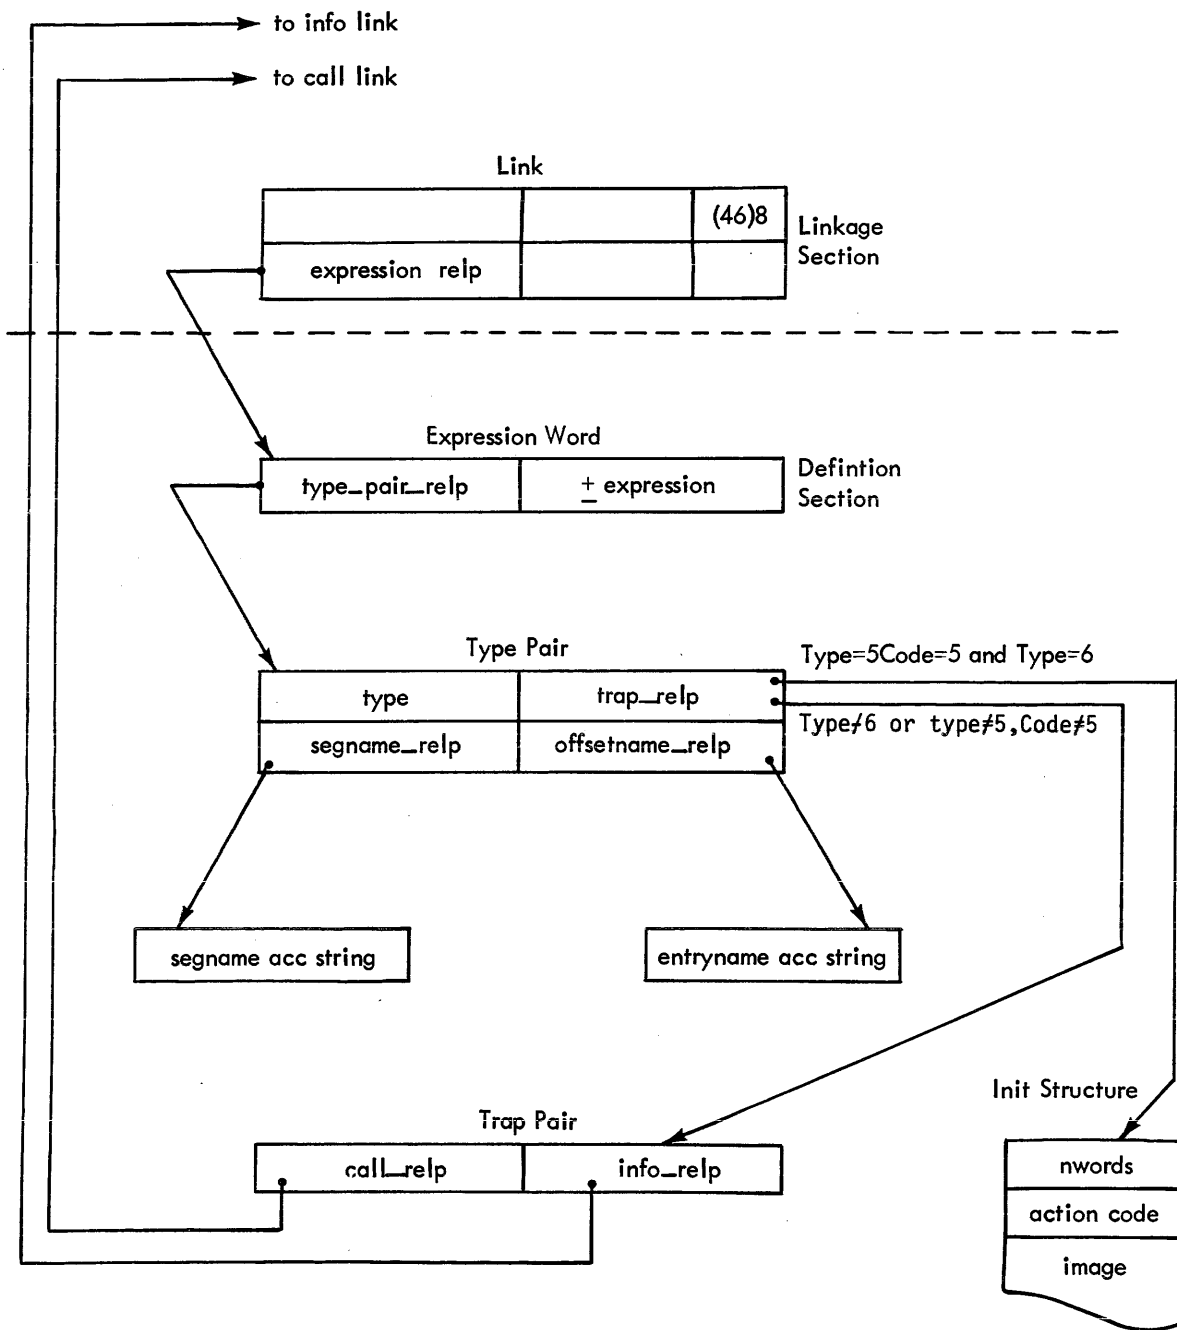 to info link
to call link
Link
(46)8
Linkage
Section
expression relp
Expression Word
type_pair_relp
± expression
Defintion
Section
Type Pair
Type=5Code=5 and Type=6
type
trap_relp
Type≠6 or type≠5,Code≠5
segname_relp
offsetname_relp
segname acc string
entryname acc string
Init Structure
Trap Pair
call_relp
info_relp
nwords
action code
image